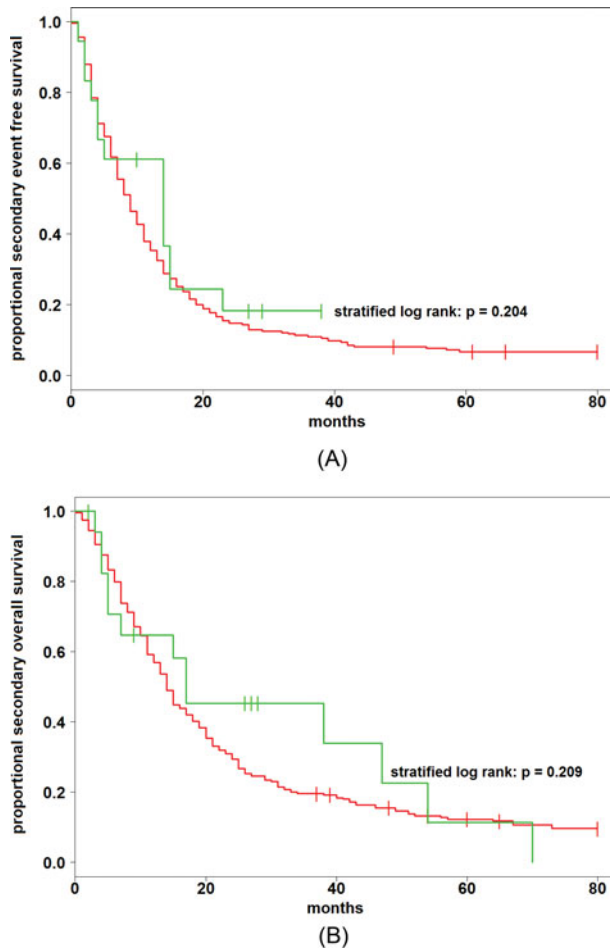 proportional secondary event free survival
1.0
0.8
0.6
0.4
0.2
0.0
stratified log rank: p = 0.204
0 20 40 60 80
months
(A)
proportional secondary overall survival
1.0
0.8
0.6
0.4
0.2
0.0
stratified log rank: p = 0.209
0 20 40 60 80
months
(B)